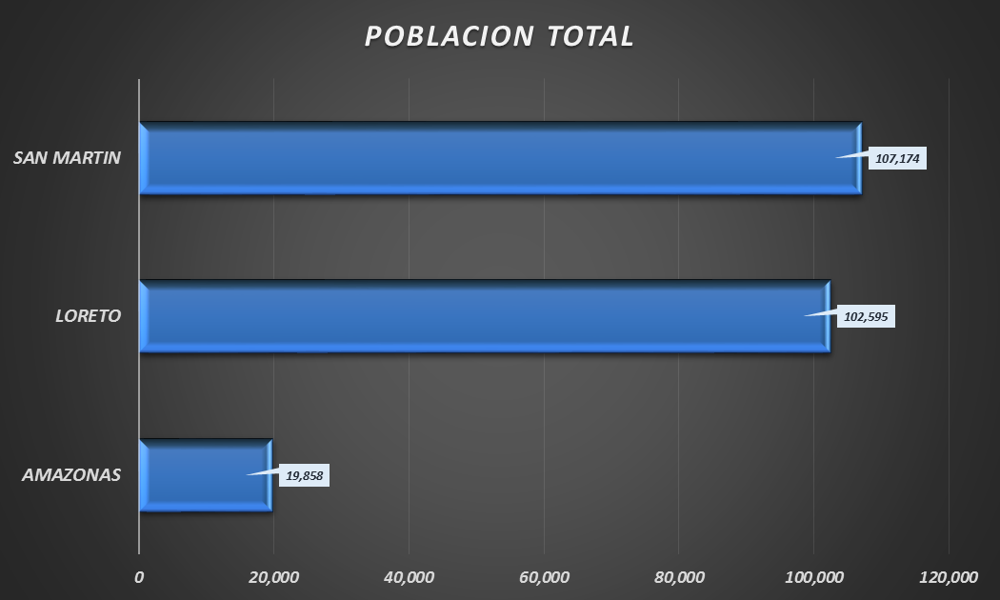 POBLACION TOTAL
SAN MARTIN
107,174
LORETO
102,595
AMAZONAS
19,858
0 20,000 40,000 60,000 80,000 100,000 120,000